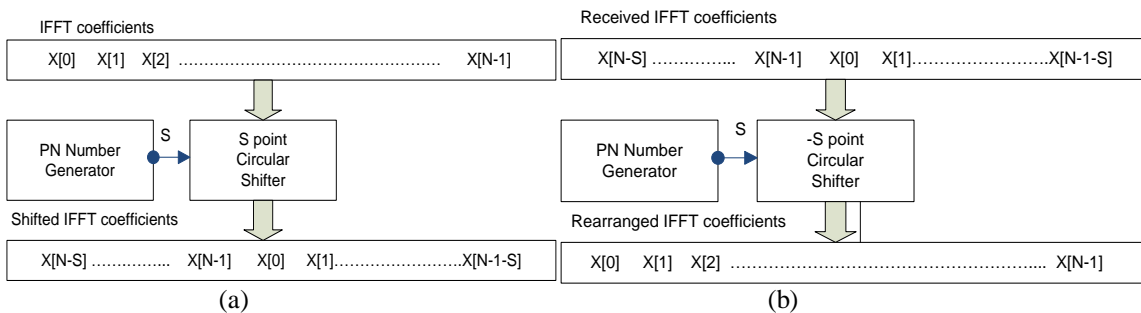 IFFT coefficients
X[0] X[1] X[2] ........................................................... X[N-1]
PN Number
Generator
S
S point
Circular
Shifter
Shifted IFFT coefficients
X[N-S] ................ X[N-1] X[0] X[1]..............................X[N-1-S]
(a)
Received IFFT coefficients
X[N-S] ................ X[N-1] X[0] X[1]..............................X[N-1-S]
PN Number
Generator
S
-S point
Circular
Shifter
Rearranged IFFT coefficients
X[0] X[1] X[2] ........................................................... X[N-1]
(b)